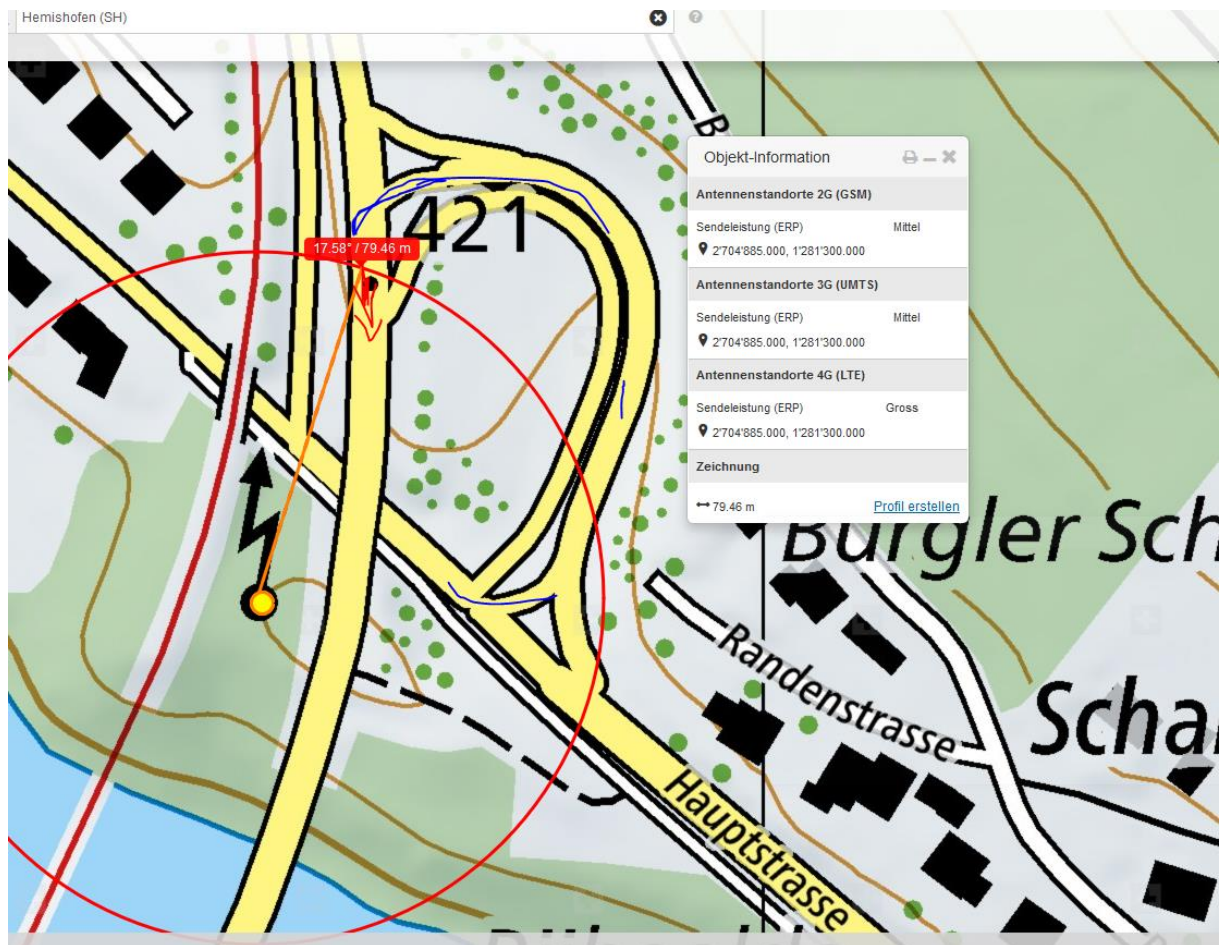 Hemishofen (SH)
Objekt-Information
Antennenstandorte 2G (GSM)
Sendeleistung (ERP) Mittel
2'704'885.000, 1'281'300.000
Antennenstandorte 3G (UMTS)
Sendeleistung (ERP) Mittel
2'704'885.000, 1'281'300.000
Antennenstandorte 4G (LTE)
Sendeleistung (ERP) Gross
2'704'885.000, 1'281'300.000
Zeichnung
79.46 m Profil erstellen
421
17.58° / 79.46 m
Bürgler Sch
Randenstrasse
Scha
Hauptstrasse